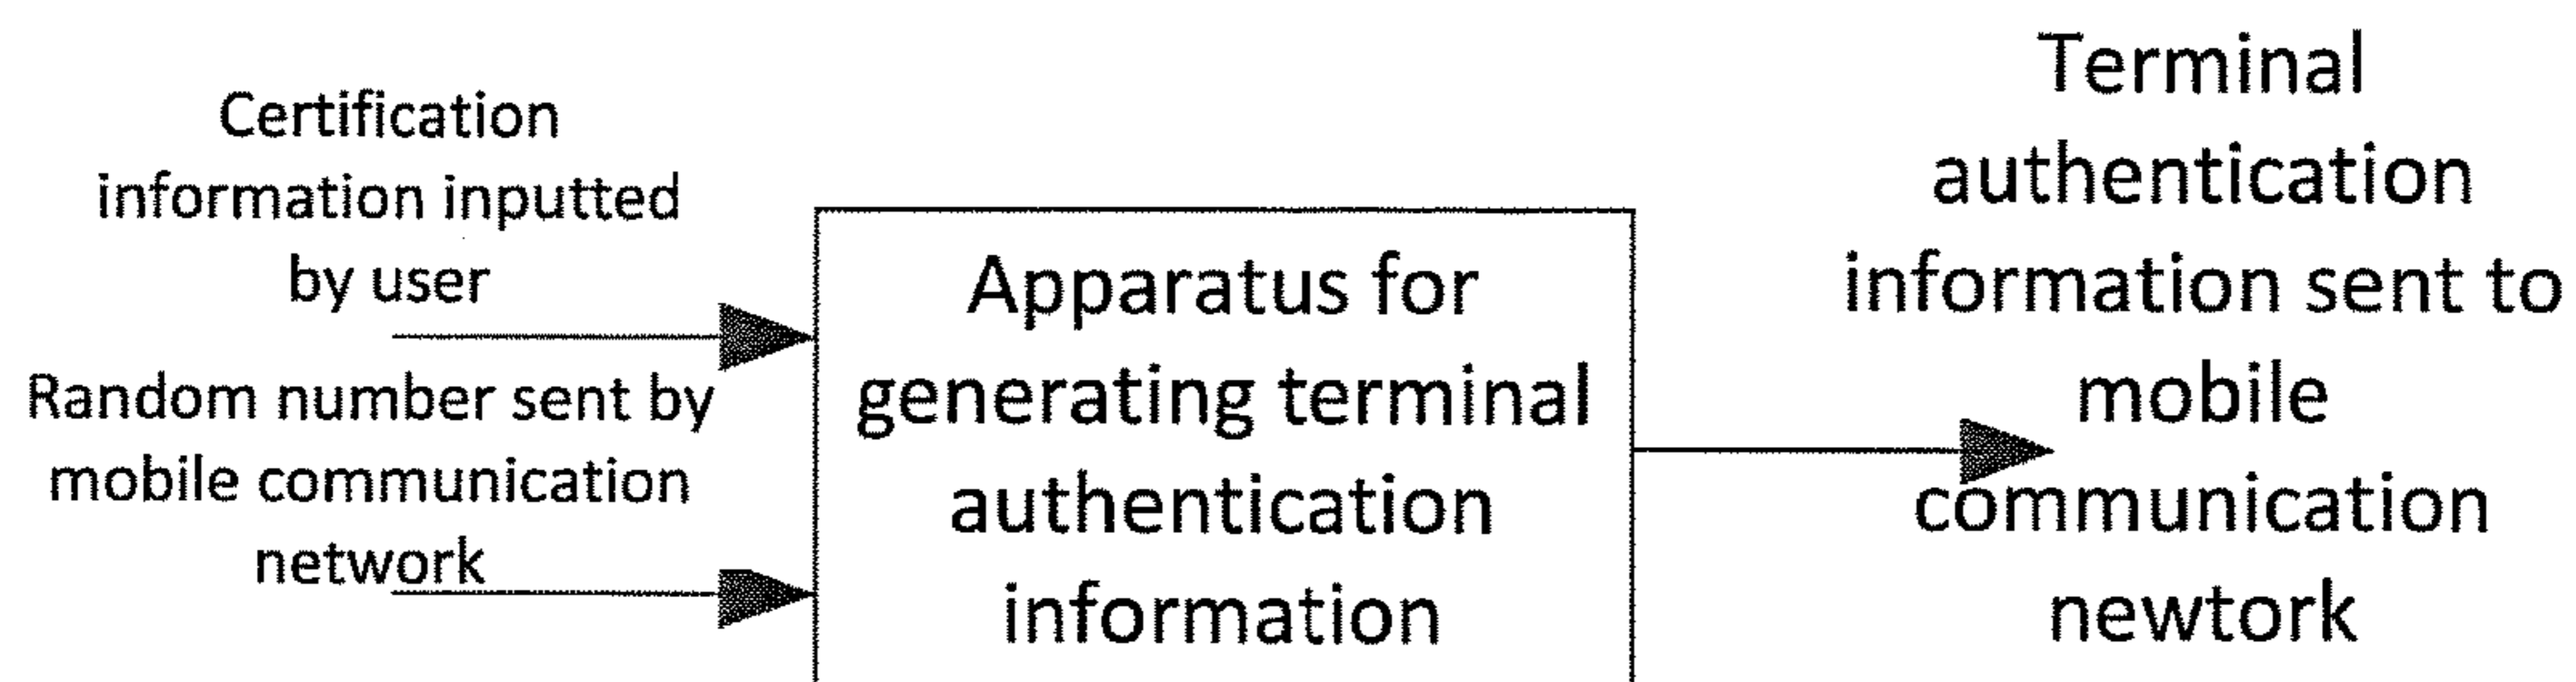 Certification
information inputted
by user
Random number sent by
mobile communication
network
Apparatus for
generating terminal
authentication
information
Terminal
authentication
information sent to
mobile
communication
newtork